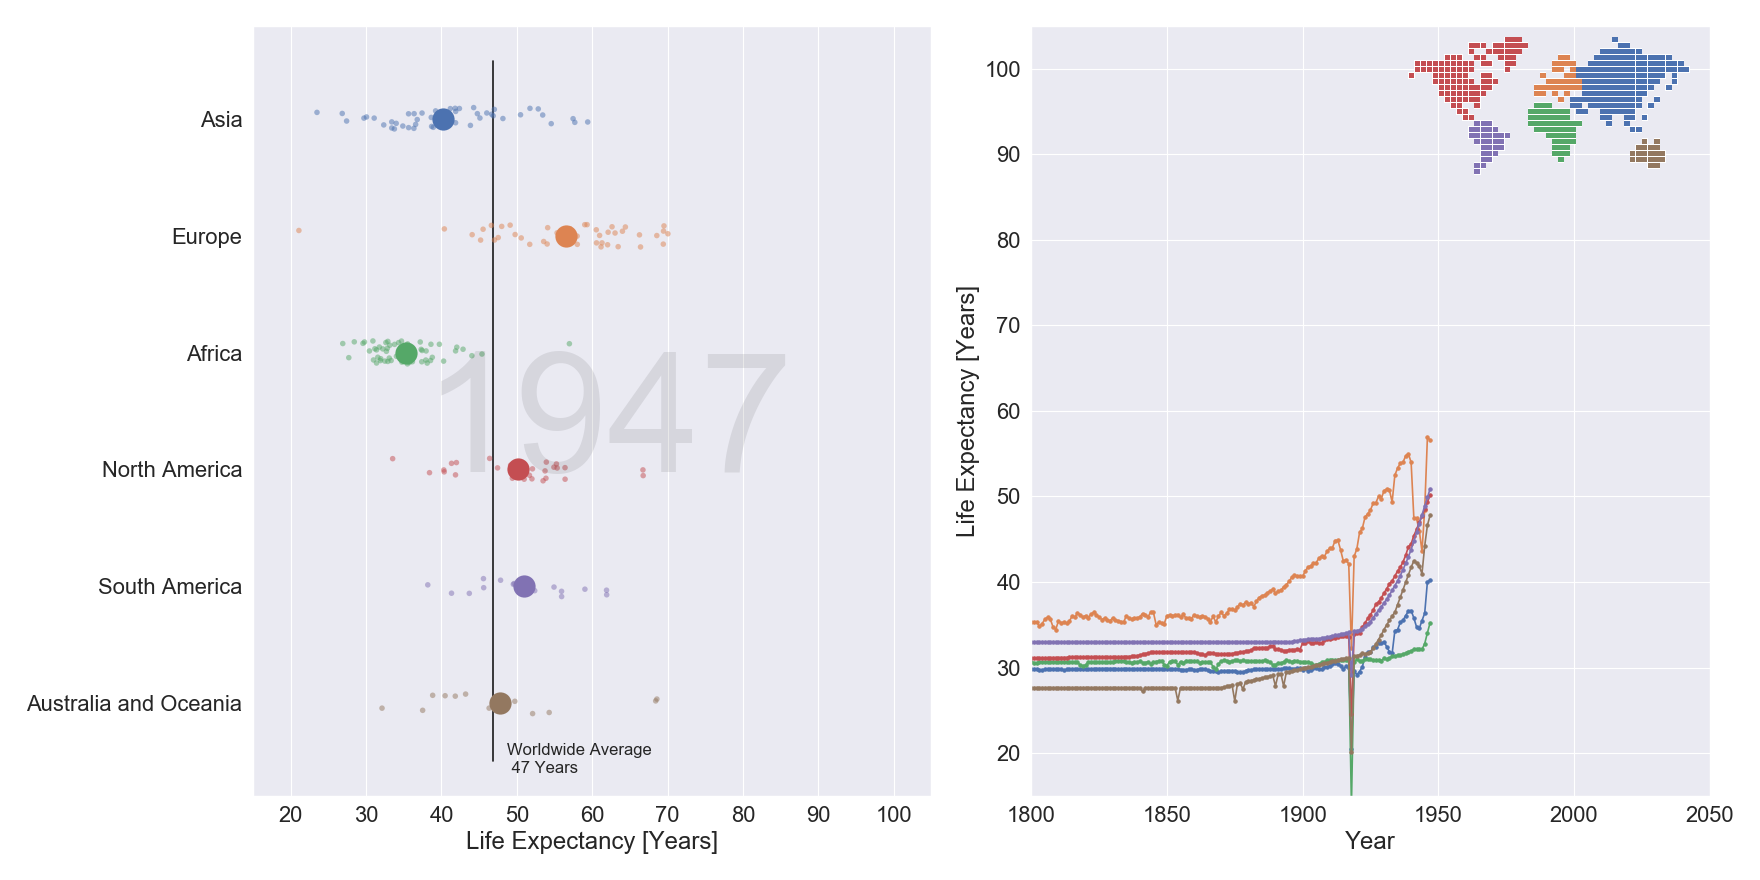 Asia
Europe
Africa
North America
South America
Australia and Oceania
1947
Worldwide Average
47 Years
20 30 40 50 60 70 80 90 100
Life Expectancy [Years]
Life Expectancy [Years]
100
90
80
70
60
50
40
30
20
1800 1850 1900 1950 2000 2050
Year